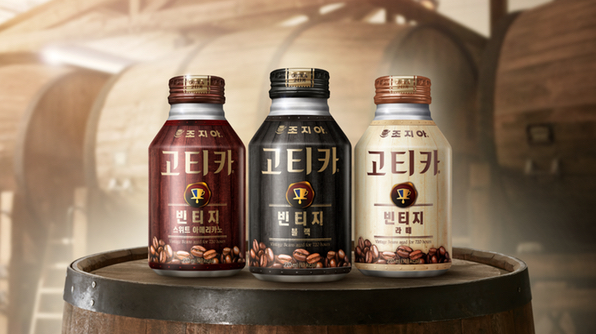 조지아
고티카
빈티지
스위트 아메리카노
조지아
고티카
빈티지
블랙
조지아
고티카
빈티지
라떼